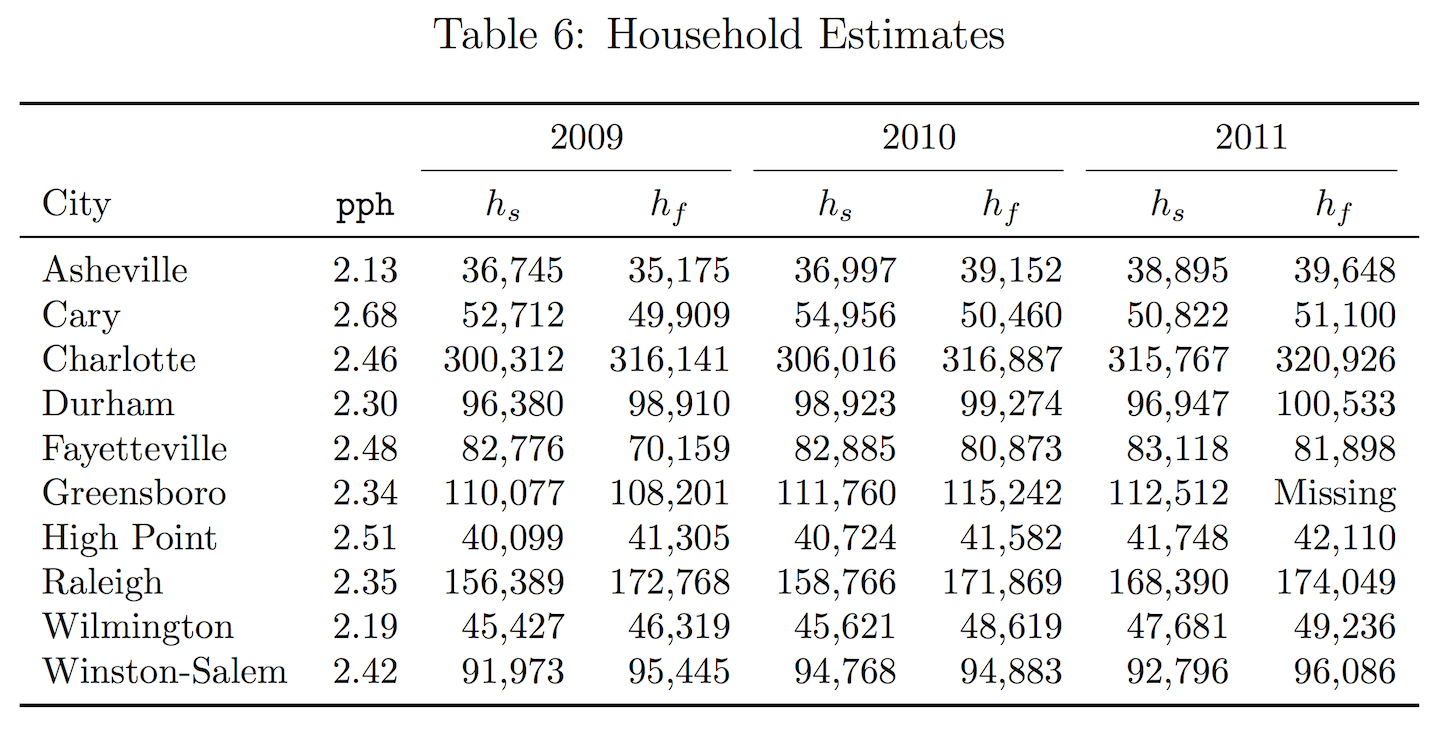 Table 6: Household Estimates
2009 2010 2011
City pph h_s h_f h_s h_f h_s h_f
Asheville 2.13 36,745 35,175 36,997 39,152 38,895 39,648
Cary 2.68 52,712 49,909 54,956 50,460 50,822 51,100
Charlotte 2.46 300,312 316,141 306,016 316,887 315,767 320,926
Durham 2.30 96,380 98,910 98,923 99,274 96,947 100,533
Fayetteville 2.48 82,776 70,159 82,885 80,873 83,118 81,898
Greensboro 2.34 110,077 108,201 111,760 115,242 112,512 Missing
High Point 2.51 40,099 41,305 40,724 41,582 41,748 42,110
Raleigh 2.35 156,389 172,768 158,766 171,869 168,390 174,049
Wilmington 2.19 45,427 46,319 45,621 48,619 47,681 49,236
Winston-Salem 2.42 91,973 95,445 94,768 94,883 92,796 96,086